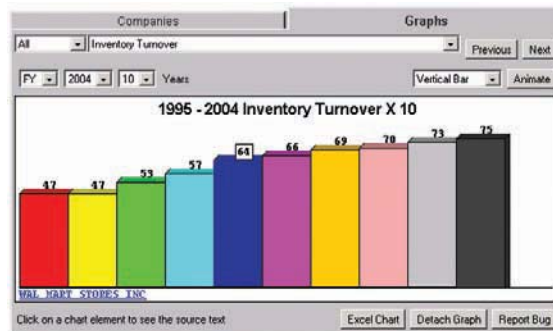 Companies Graphs
All Inventory Turnover Previous Next
FY 2004 10 Years Vertical Bar Animate
1995 - 2004 Inventory Turnover X 10
47 47 53 57 64 66 69 70 73 75
WAL MART STORES INC
Click on a chart element to see the source text Excel Chart Detach Graph Report Bug